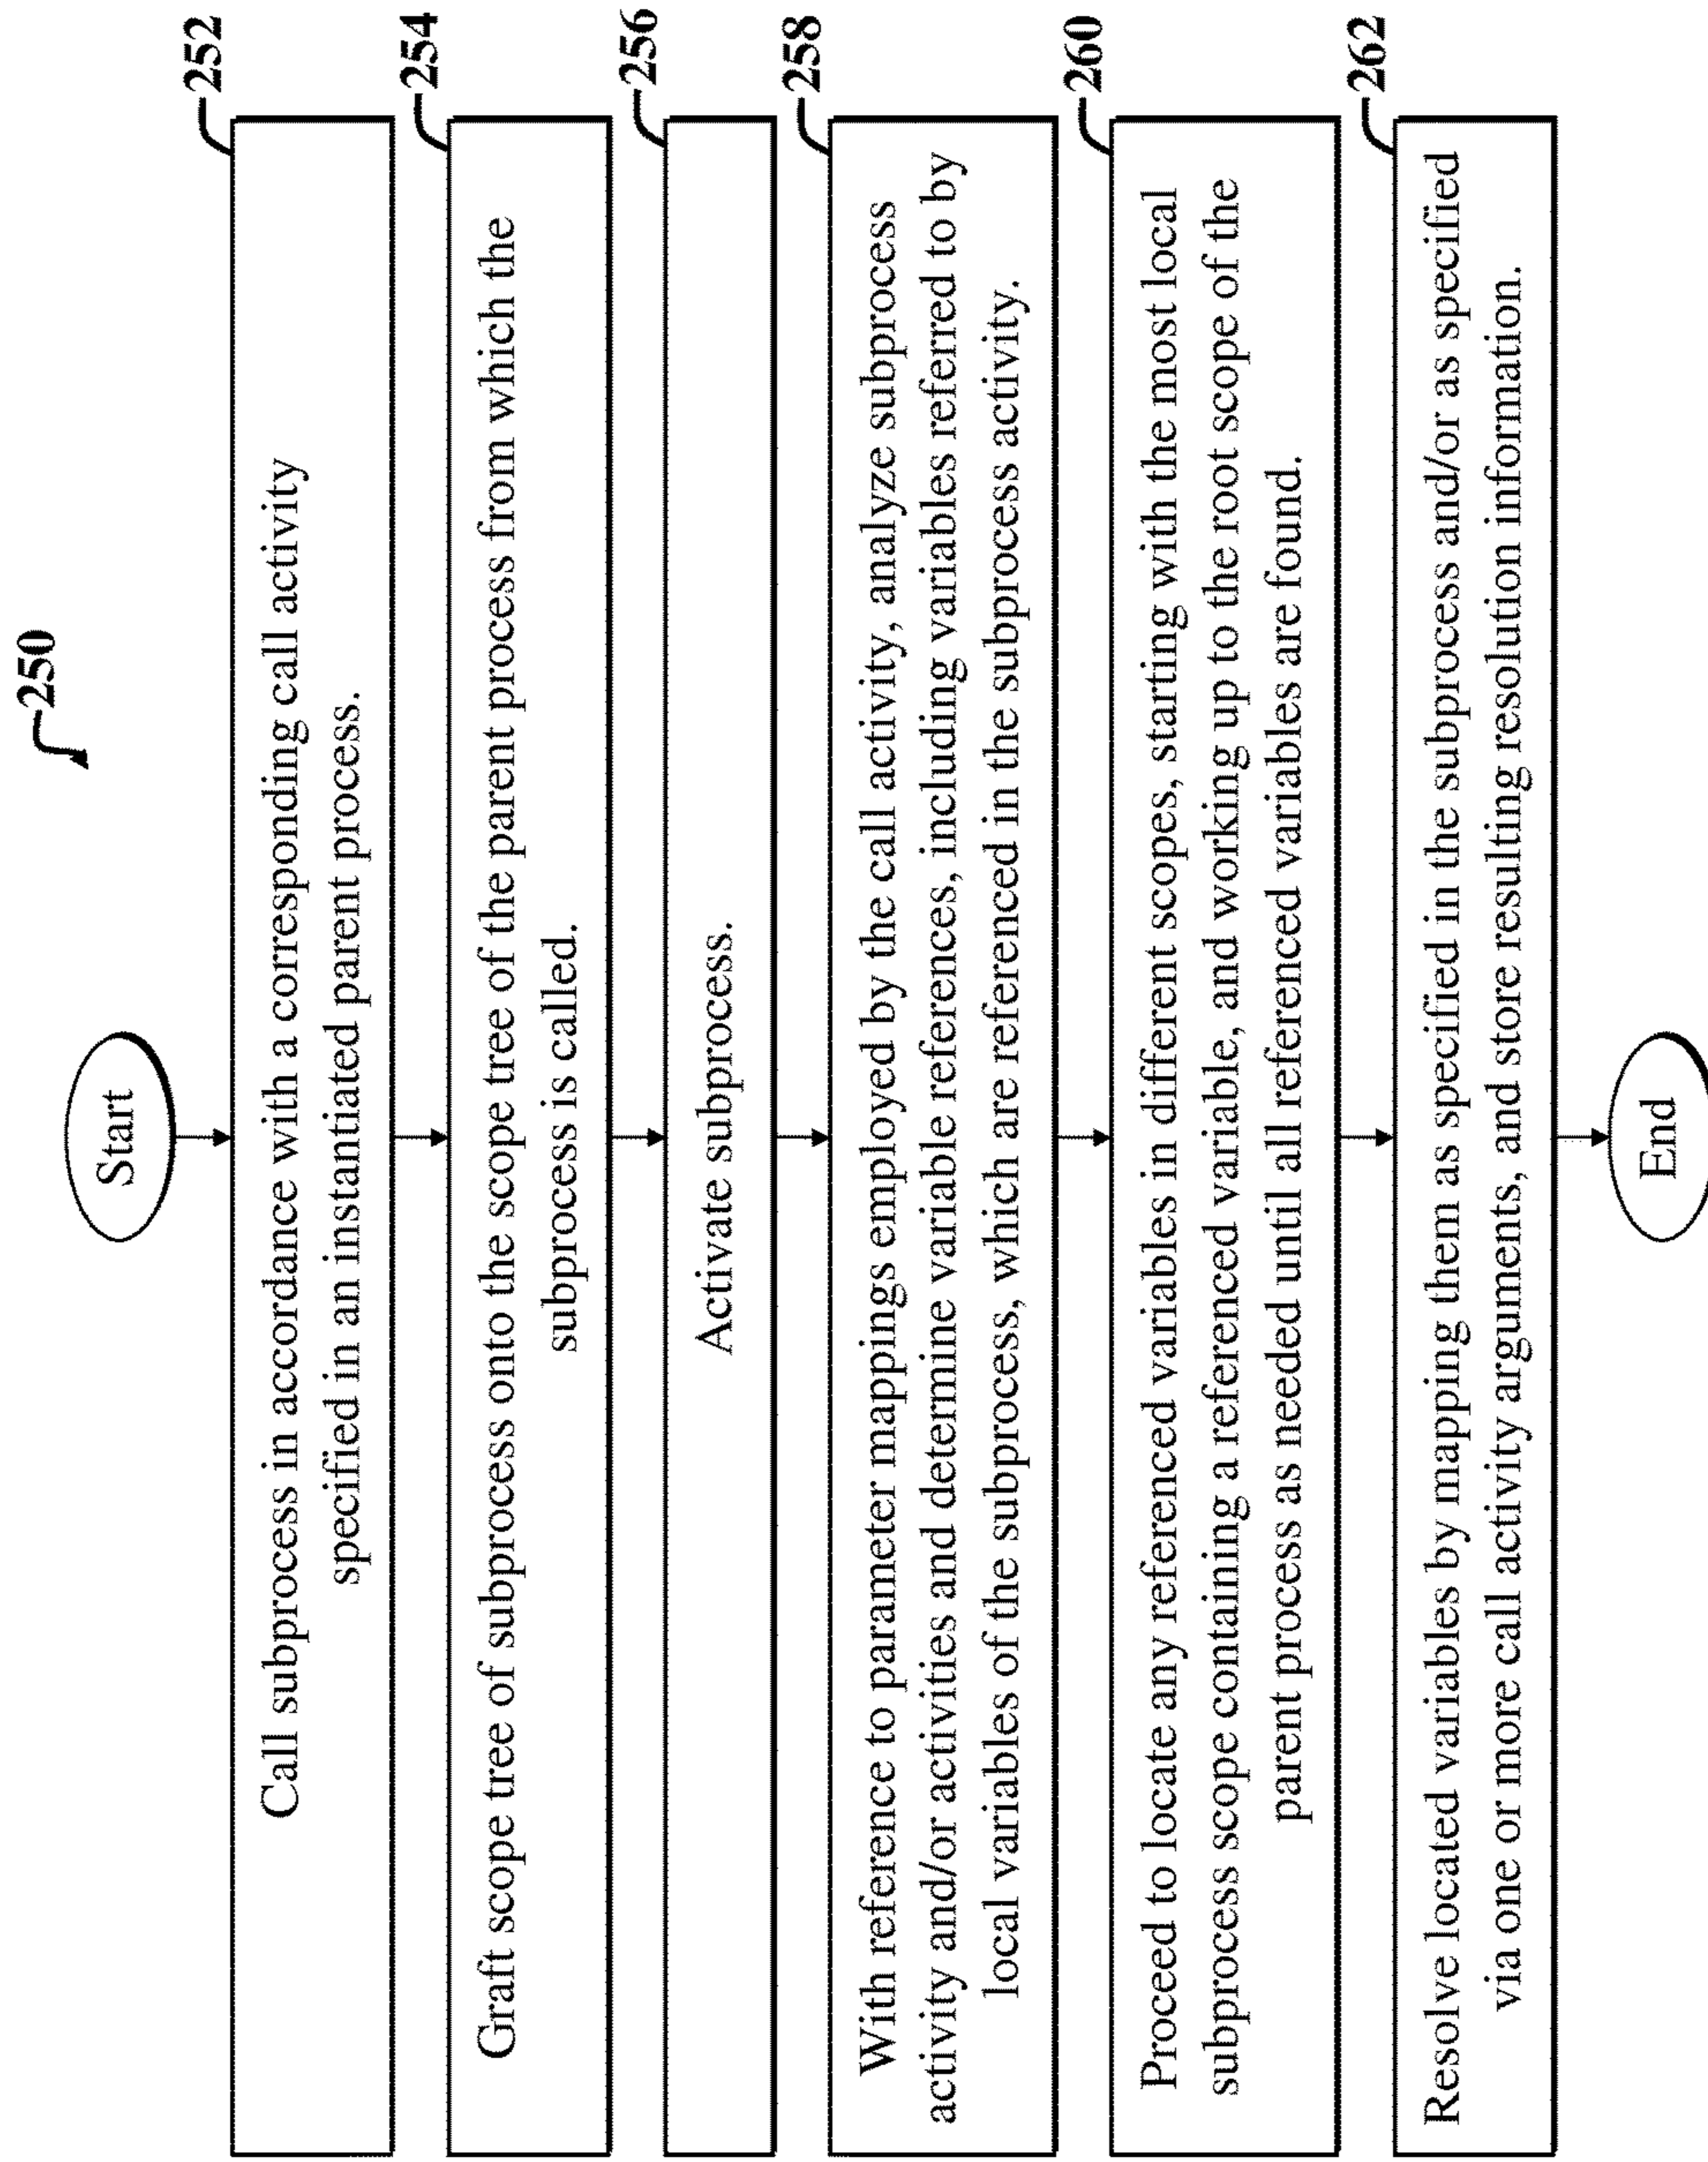 250
Start
252
Call subprocess in accordance with a corresponding call activity
specified in an instantiated parent process.
254
Graft scope tree of subprocess onto the scope tree of the parent process from which the
subprocess is called.
256
Activate subprocess.
258
With reference to parameter mappings employed by the call activity, analyze subprocess
activity and/or activities and determine variable references, including variables referred to by
local variables of the subprocess, which are referenced in the subprocess activity.
260
Proceed to locate any referenced variables in different scopes, starting with the most local
subprocess scope containing a referenced variable, and working up to the root scope of the
parent process as needed until all referenced variables are found.
262
Resolve located variables by mapping them as specified in the subprocess and/or as specified
via one or more call activity arguments, and store resulting resolution information.
End